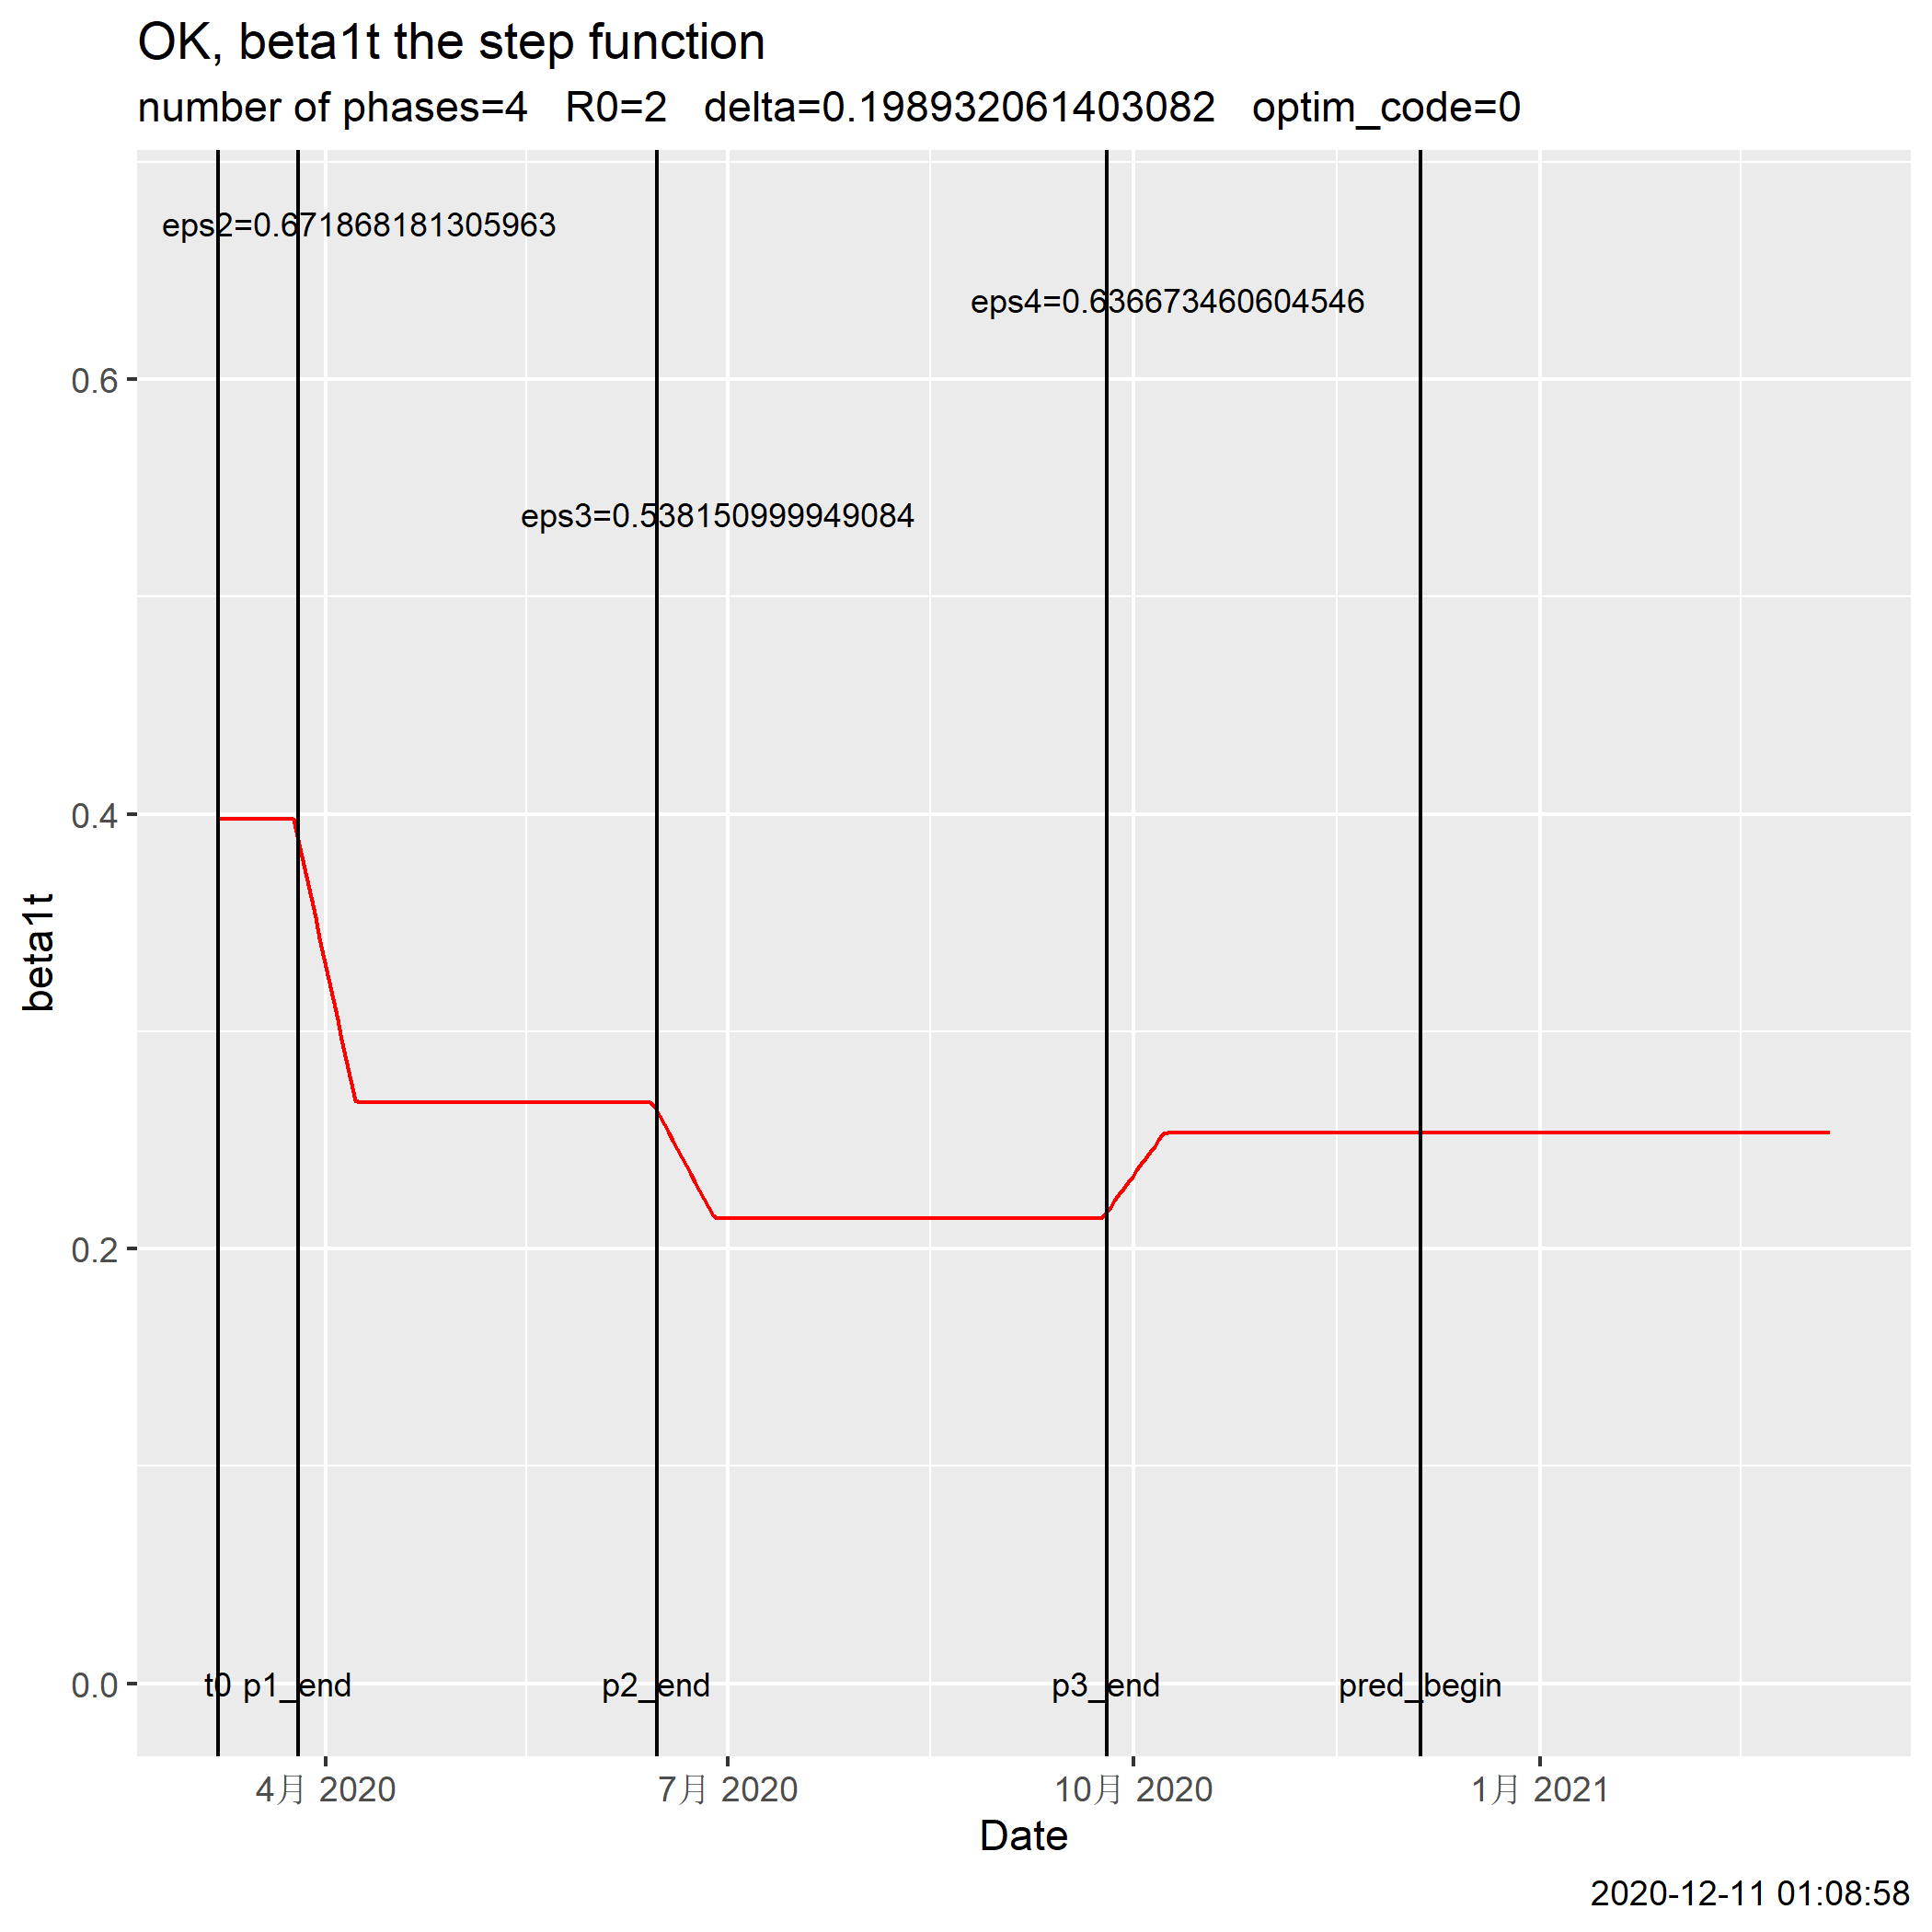 OK, beta1t the step function
number of phases=4   R0=2   delta=0.198932061403082   optim_code=0
eps2=0.671868181305963
eps4=0.636673460604546
0.6
eps3=0.538150999949084
0.4
beta1t
0.2
0.0
t0 p1_end p2_end p3_end pred_begin
4月 2020 7月 2020 10月 2020 1月 2021
Date
2020-12-11 01:08:58